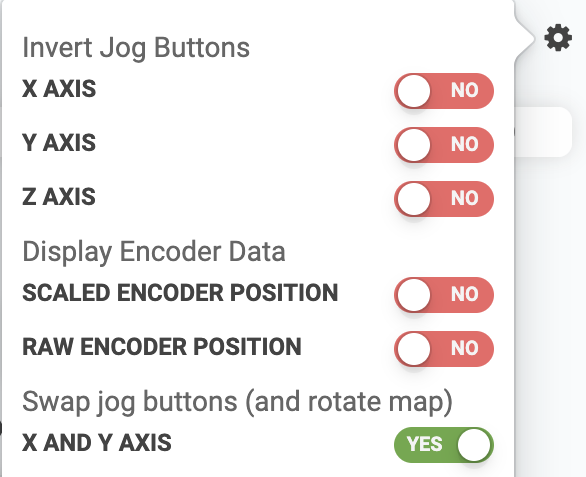 Invert Jog Buttons
X AXIS NO
Y AXIS NO
Z AXIS NO
Display Encoder Data
SCALED ENCODER POSITION NO
RAW ENCODER POSITION NO
Swap jog buttons (and rotate map)
X AND Y AXIS YES